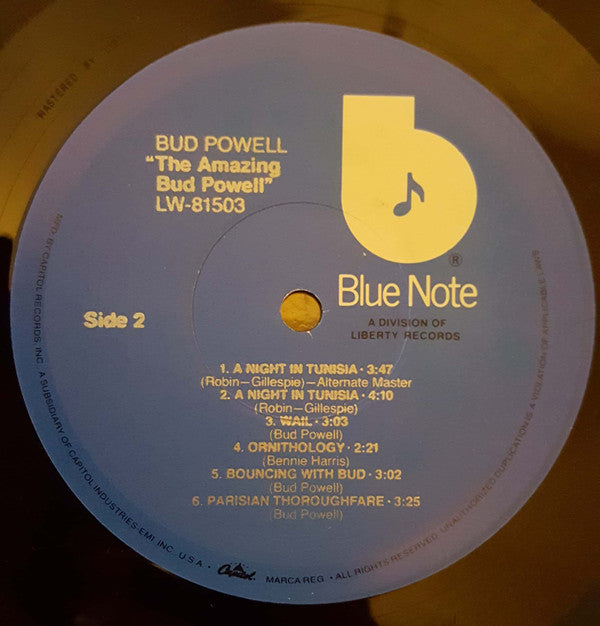 MASTERED BY
BUD POWELL
"The Amazing
Bud Powell"
LW-81503
®
Blue Note
A DIVISION OF
LIBERTY RECORDS
Side 2
1. A NIGHT IN TUNISIA · 3:47
(Robin—Gillespie)—Alternate Master
2. A NIGHT IN TUNISIA · 4:10
(Robin—Gillespie)
3. WAIL · 3:03
(Bud Powell)
4. ORNITHOLOGY · 2:21
(Bennie Harris)
5. BOUNCING WITH BUD · 3:02
(Bud Powell)
6. PARISIAN THOROUGHFARE · 3:25
(Bud Powell)
MFD. BY CAPITOL RECORDS, INC. A SUBSIDIARY OF CAPITOL INDUSTRIES-EMI, INC., U.S.A. · Capitol. MARCA REG. · ALL RIGHTS RESERVED. UNAUTHORIZED DUPLICATION IS A VIOLATION OF APPLICABLE LAWS.